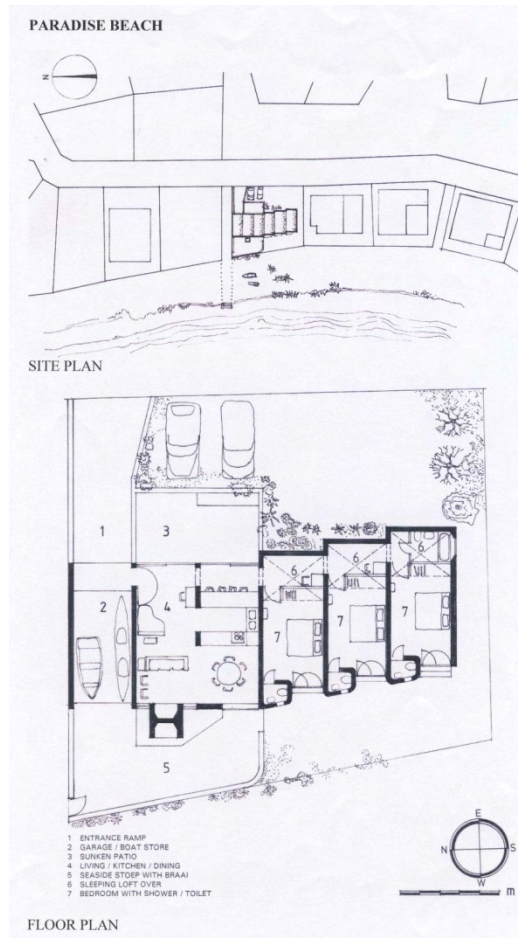 PARADISE BEACH
N
SITE PLAN
1
3
2
4
6
6
6
7
7
7
5
1 ENTRANCE RAMP
2 GARAGE / BOAT STORE
3 SUNKEN PATIO
4 LIVING / KITCHEN / DINING
5 SEASIDE STOEP WITH BRAAI
6 SLEEPING LOFT OVER
7 BEDROOM WITH SHOWER / TOILET
E
N
S
W
m
FLOOR PLAN